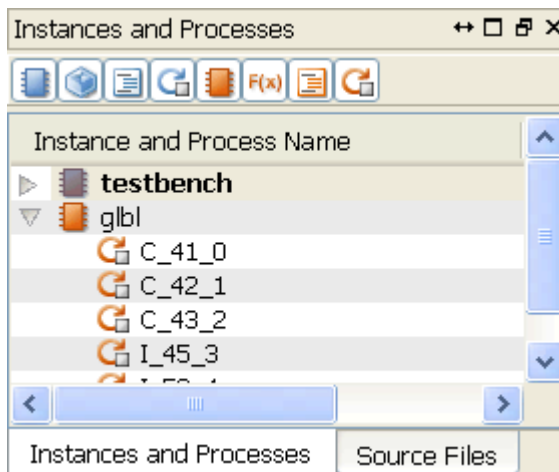 Instances and Processes
F(x)
Instance and Process Name
testbench
glbl
C_41_0
C_42_1
C_43_2
I_45_3
Instances and Processes Source Files